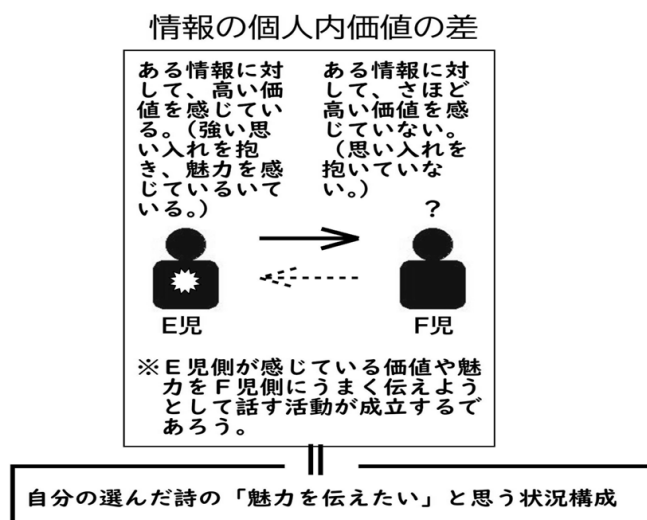 情報の個人内価値の差
ある情報に対
して、高い価
値を感じてい
る。（強い思
い入れを抱
き、魅力を感
じているいて
いる。）
ある情報に対
して、さほど
高い価値を感
じていない。
（思い入れを
抱いていな
い。）
？
E児
F児
※E児側が感じている価値や魅
力をF児側にうまく伝えよう
として話す活動が成立するで
あろう。
自分の選んだ詩の「魅力を伝えたい」と思う状況構成